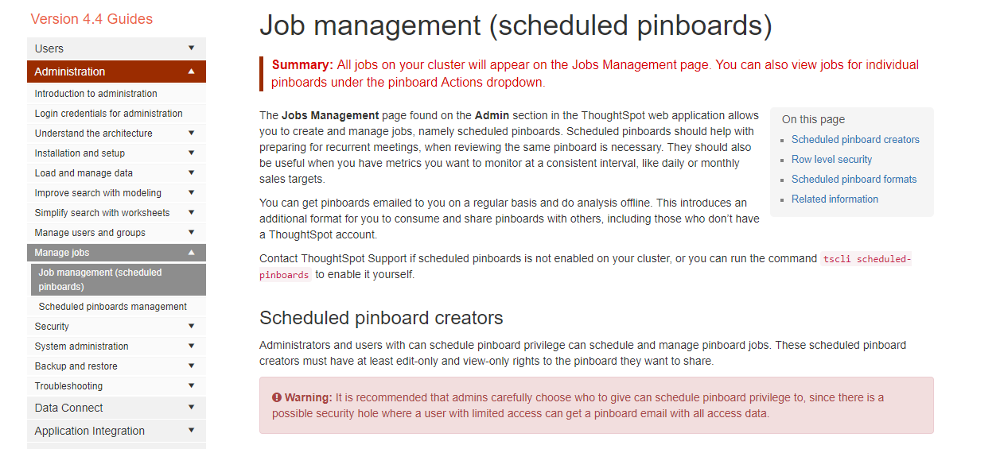 Version 4.4 Guides
Users
Administration
Introduction to administration
Login credentials for administration
Understand the architecture
Installation and setup
Load and manage data
Improve search with modeling
Simplify search with worksheets
Manage users and groups
Manage jobs
Job management (scheduled
pinboards)
Scheduled pinboards management
Security
System administration
Backup and restore
Troubleshooting
Data Connect
Application Integration
Job management (scheduled pinboards)
Summary: All jobs on your cluster will appear on the Jobs Management page. You can also view jobs for individual
pinboards under the pinboard Actions dropdown.
The Jobs Management page found on the Admin section in the ThoughtSpot web application allows
you to create and manage jobs, namely scheduled pinboards. Scheduled pinboards should help with
preparing for recurrent meetings, when reviewing the same pinboard is necessary. They should also
be useful when you have metrics you want to monitor at a consistent interval, like daily or monthly
sales targets.
You can get pinboards emailed to you on a regular basis and do analysis offline. This introduces an
additional format for you to consume and share pinboards with others, including those who don’t have
a ThoughtSpot account.
Contact ThoughtSpot Support if scheduled pinboards is not enabled on your cluster, or you can run the command tscli scheduled-
pinboards to enable it yourself.
On this page
Scheduled pinboard creators
Row level security
Scheduled pinboard formats
Related information
Scheduled pinboard creators
Administrators and users with can schedule pinboard privilege can schedule and manage pinboard jobs. These scheduled pinboard
creators must have at least edit-only and view-only rights to the pinboard they want to share.
Warning: It is recommended that admins carefully choose who to give can schedule pinboard privilege to, since there is a
possible security hole where a user with limited access can get a pinboard email with all access data.